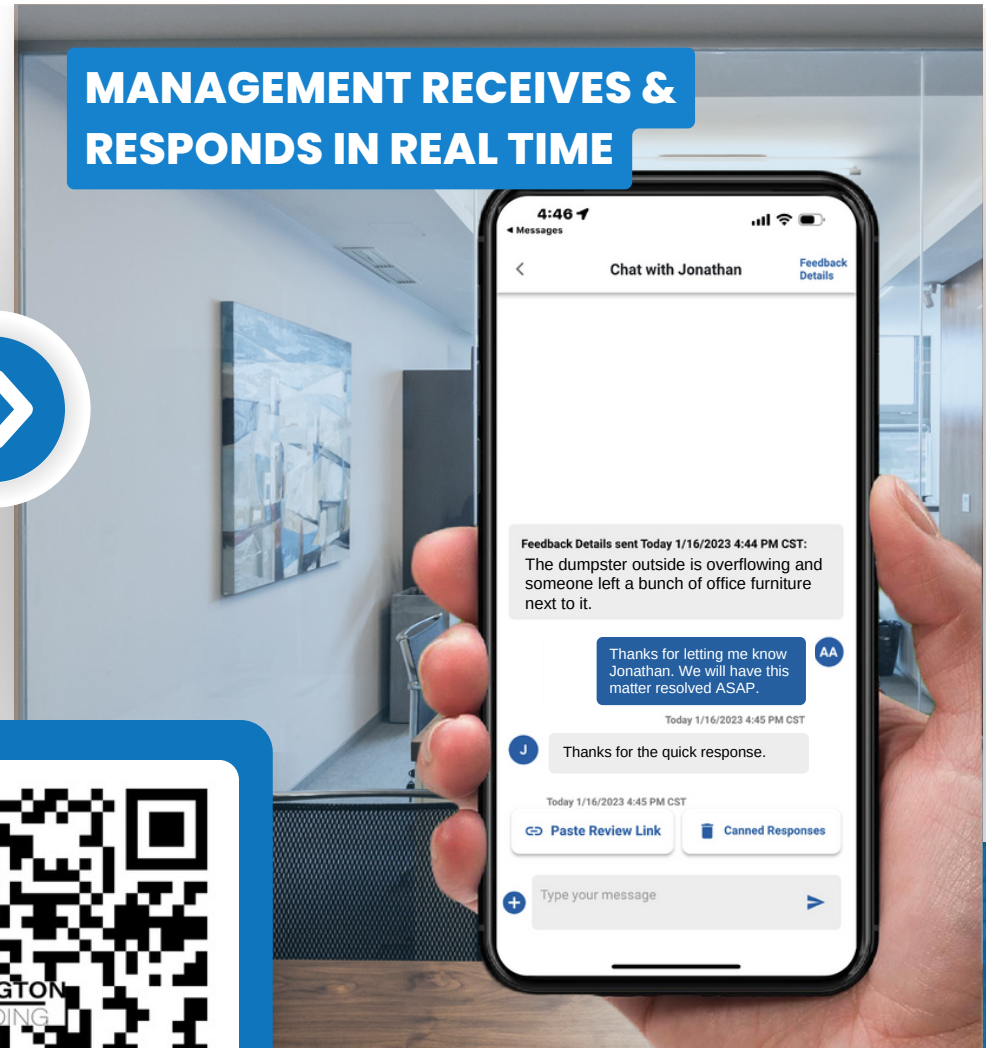 MANAGEMENT RECEIVES &
RESPONDS IN REAL TIME
4:46
Messages
Chat with Jonathan
Feedback
Details
Feedback Details sent Today 1/16/2023 4:44 PM CST:
The dumpster outside is overflowing and
someone left a bunch of office furniture
next to it.
Thanks for letting me know
Jonathan. We will have this
matter resolved ASAP.
AA
Today 1/16/2023 4:45 PM CST
J
Thanks for the quick response.
Today 1/16/2023 4:45 PM CST
Paste Review Link
Canned Responses
Type your message